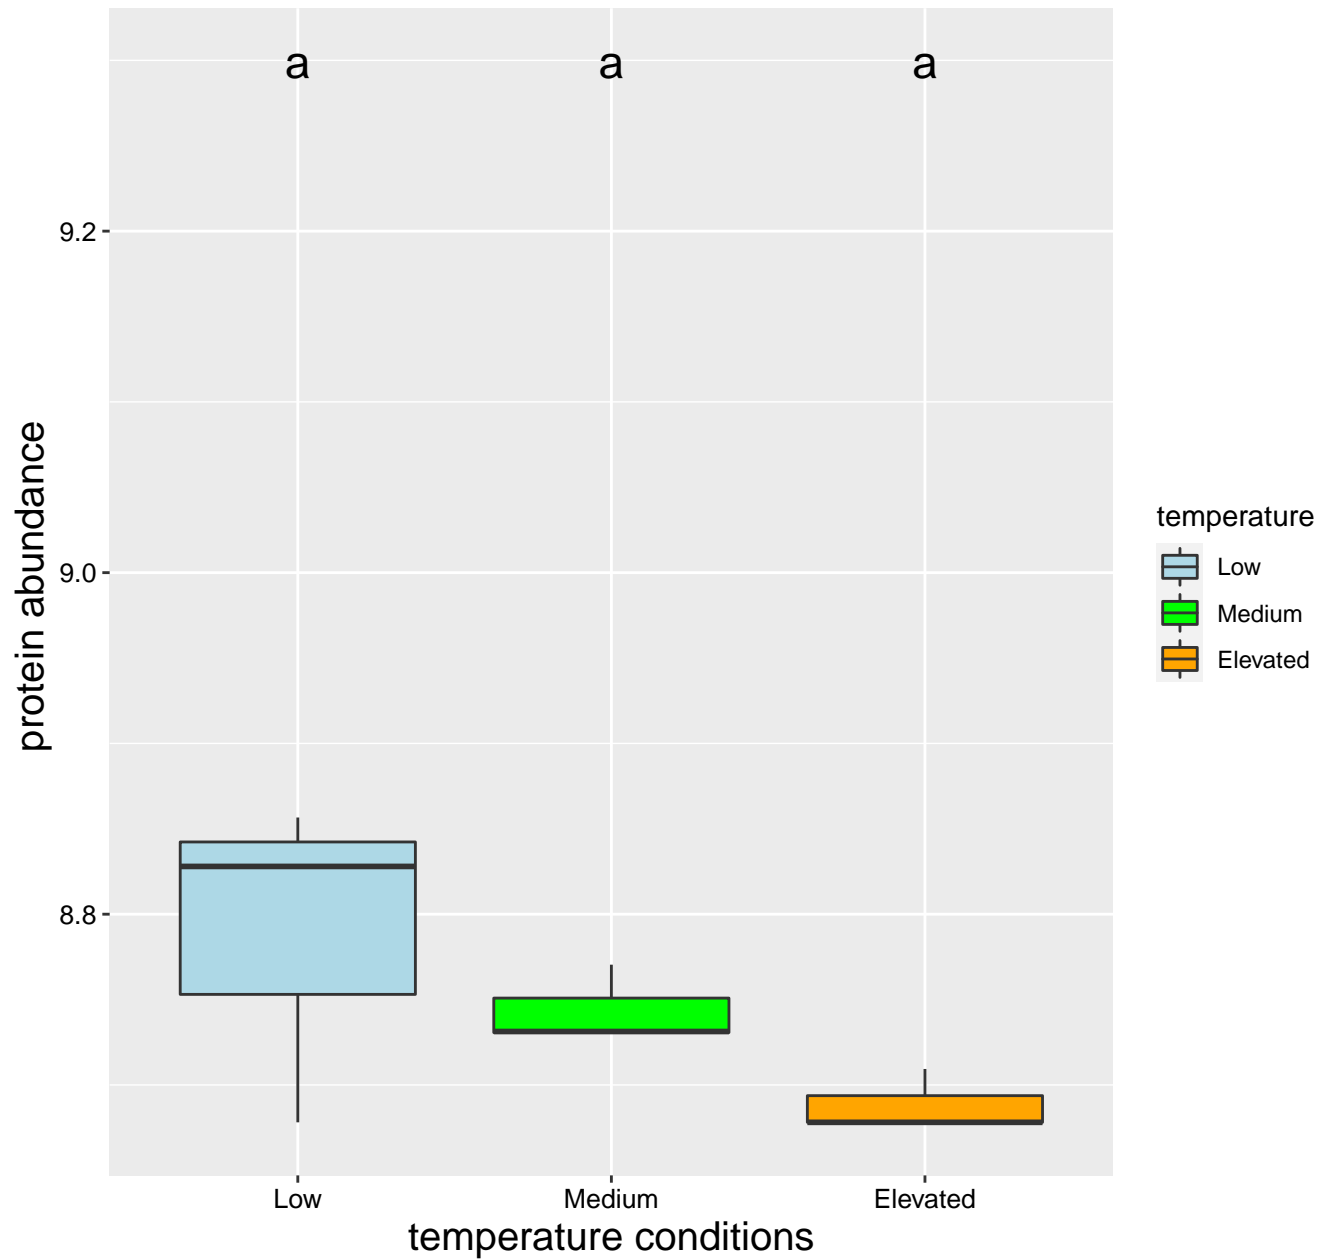 a a a
9.2
9.0
8.8
protein abundance
Low Medium Elevated
temperature conditions
temperature
Low
Medium
Elevated